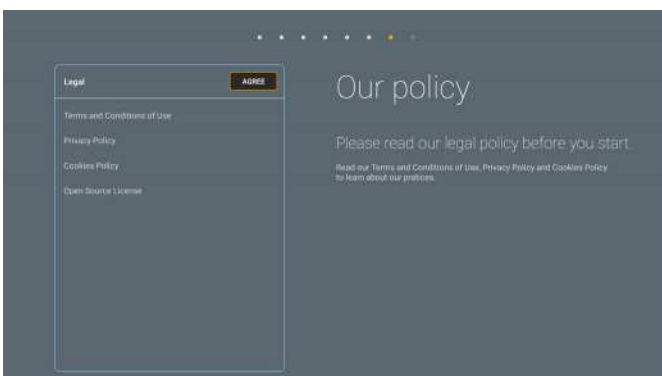 Legal
AGREE
Terms and Conditions of Use
Privacy Policy
Cookies Policy
Open Source License
Our policy
Please read our legal policy before you start.
Read our Terms and Conditions of Use, Privacy Policy and Cookies Policy
to learn about our pratices.